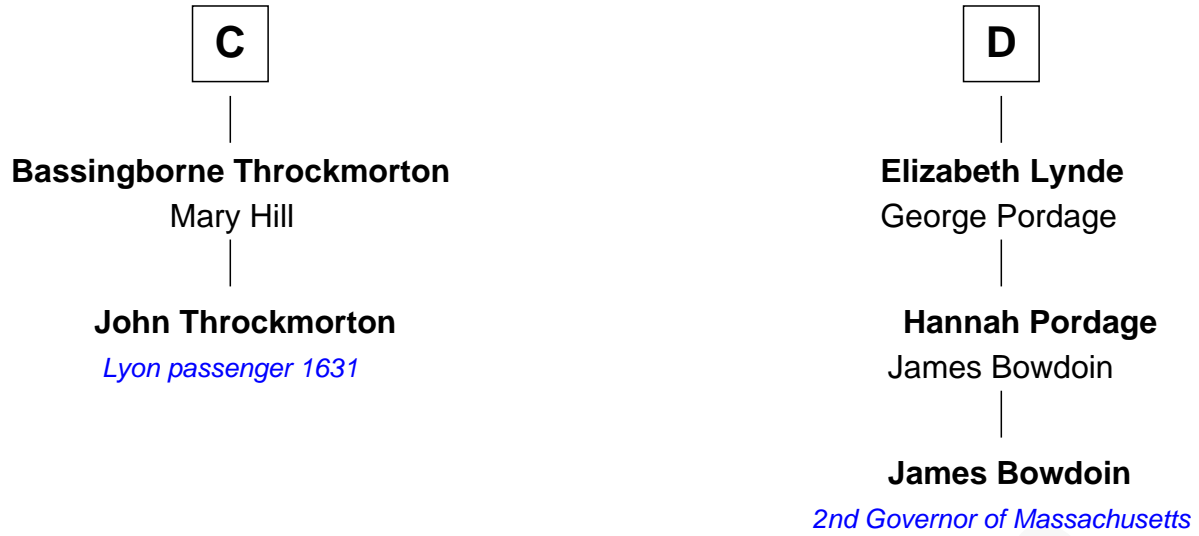 C
Bassingborne Throckmorton
Mary Hill
John Throckmorton
Lyon passenger 1631
D
Elizabeth Lynde
George Pordage
Hannah Pordage
James Bowdoin
James Bowdoin
2nd Governor of Massachusetts